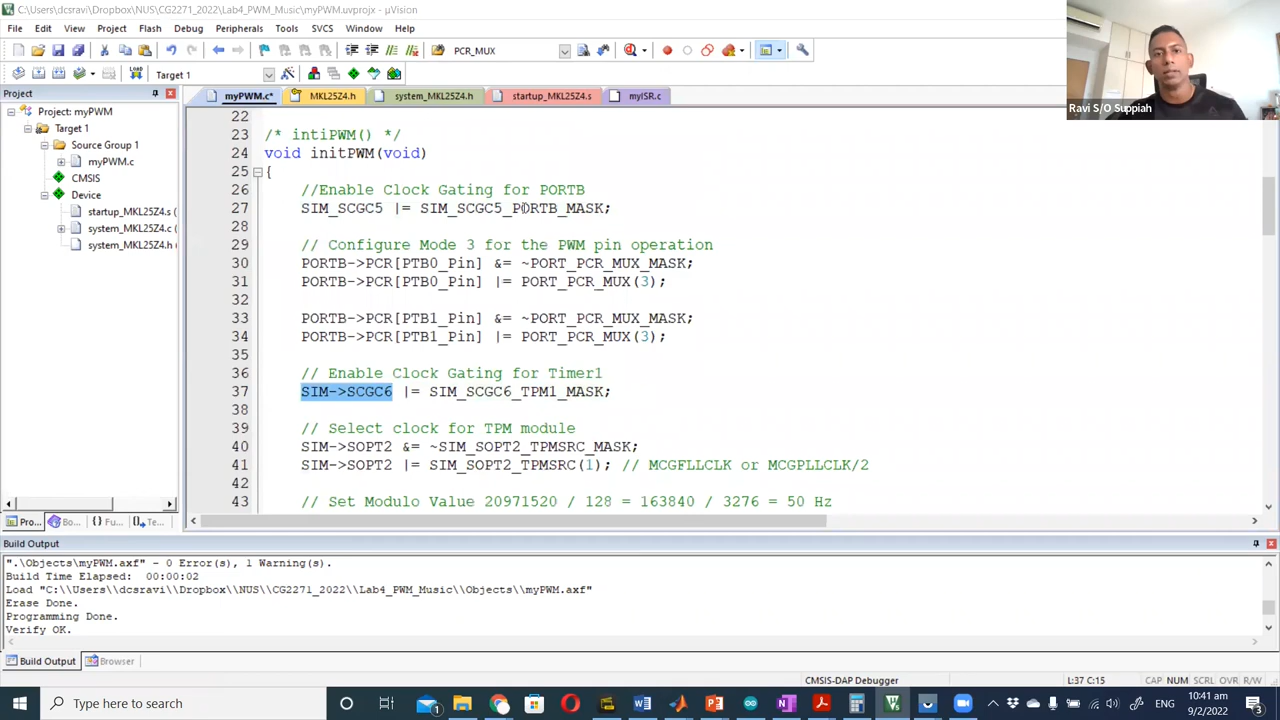 C:\Users\dcsravi\Dropbox\NUS\CG2271_2022\Lab4_PWM_Music\myPWM.uvprojx - µVision
File Edit View Project Flash Debug Peripherals Tools SVCS Window Help
PCR_MUX
LOAD Target 1
Ravi S/O Suppiah
Project
myPWM.c* MKL25Z4.h system_MKL25Z4.h startup_MKL25Z4.s myISR.c
Project: myPWM
Target 1
Source Group 1
myPWM.c
CMSIS
Device
startup_MKL25Z4.s (
system_MKL25Z4.c (
system_MKL25Z4.h (
22
23 /* intiPWM() */
24 void initPWM(void)
25 {
26 //Enable Clock Gating for PORTB
27 SIM_SCGC5 |= SIM_SCGC5_PORTB_MASK;
28
29 // Configure Mode 3 for the PWM pin operation
30 PORTB->PCR[PTB0_Pin] &= ~PORT_PCR_MUX_MASK;
31 PORTB->PCR[PTB0_Pin] |= PORT_PCR_MUX(3);
32
33 PORTB->PCR[PTB1_Pin] &= ~PORT_PCR_MUX_MASK;
34 PORTB->PCR[PTB1_Pin] |= PORT_PCR_MUX(3);
35
36 // Enable Clock Gating for Timer1
37 SIM->SCGC6 |= SIM_SCGC6_TPM1_MASK;
38
39 // Select clock for TPM module
40 SIM->SOPT2 &= ~SIM_SOPT2_TPMSRC_MASK;
41 SIM->SOPT2 |= SIM_SOPT2_TPMSRC(1); // MCGFLLCLK or MCGPLLCLK/2
42
43 // Set Modulo Value 20971520 / 128 = 163840 / 3276 = 50 Hz
Pro... Bo... {} Fu... Te...
Build Output
".\Objects\myPWM.axf" - 0 Error(s), 1 Warning(s).
Build Time Elapsed: 00:00:02
Load "C:\\Users\\dcsravi\\Dropbox\\NUS\\CG2271_2022\\Lab4_PWM_Music\\Objects\\myPWM.axf"
Erase Done.
Programming Done.
Verify OK.
Build Output Browser
CMSIS-DAP Debugger L:37 C:15 CAP NUM SCRL OVR R/W
Type here to search
ENG
10:41 am
9/2/2022